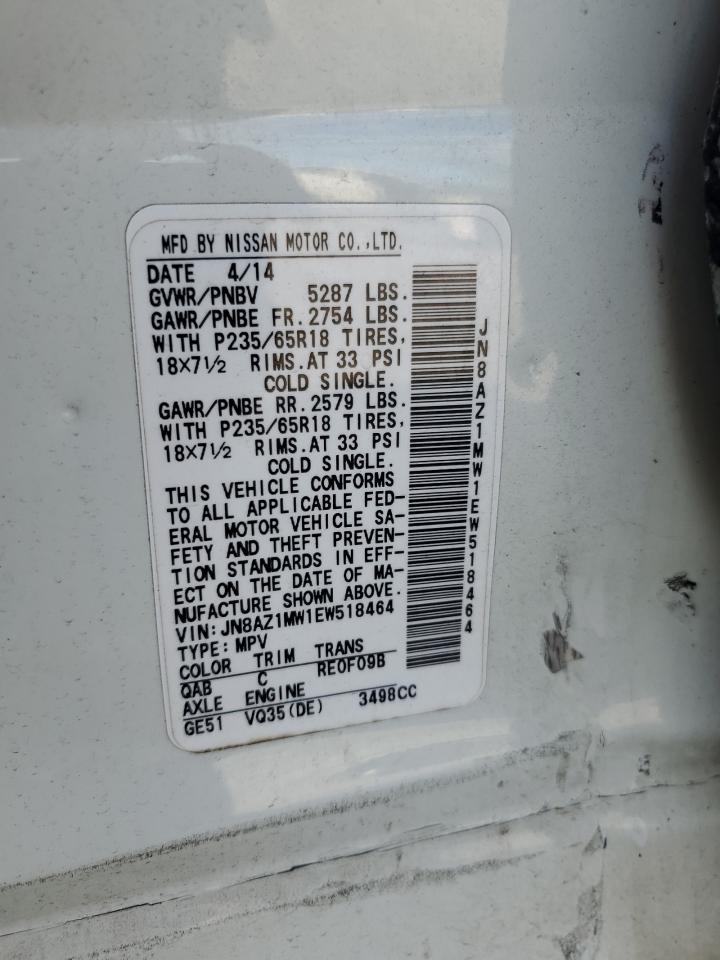 MFD BY NISSAN MOTOR CO.,LTD.
DATE 4/14
GVWR/PNBV 5287 LBS.
GAWR/PNBE FR. 2754 LBS.
WITH P235/65R18 TIRES,
18X7½ RIMS. AT 33 PSI
COLD SINGLE.
GAWR/PNBE RR. 2579 LBS.
WITH P235/65R18 TIRES,
18X7½ RIMS. AT 33 PSI
COLD SINGLE.
THIS VEHICLE CONFORMS
TO ALL APPLICABLE FED-
ERAL MOTOR VEHICLE SA-
FETY AND THEFT PREVEN-
TION STANDARDS IN EFF-
ECT ON THE DATE OF MA-
NUFACTURE SHOWN ABOVE.
VIN: JN8AZ1MW1EW518464
TYPE: MPV
COLOR TRIM TRANS
QAB C RE0F09B
AXLE ENGINE
GE51 VQ35(DE) 3498CC
JN8AZ1MW1EW518464